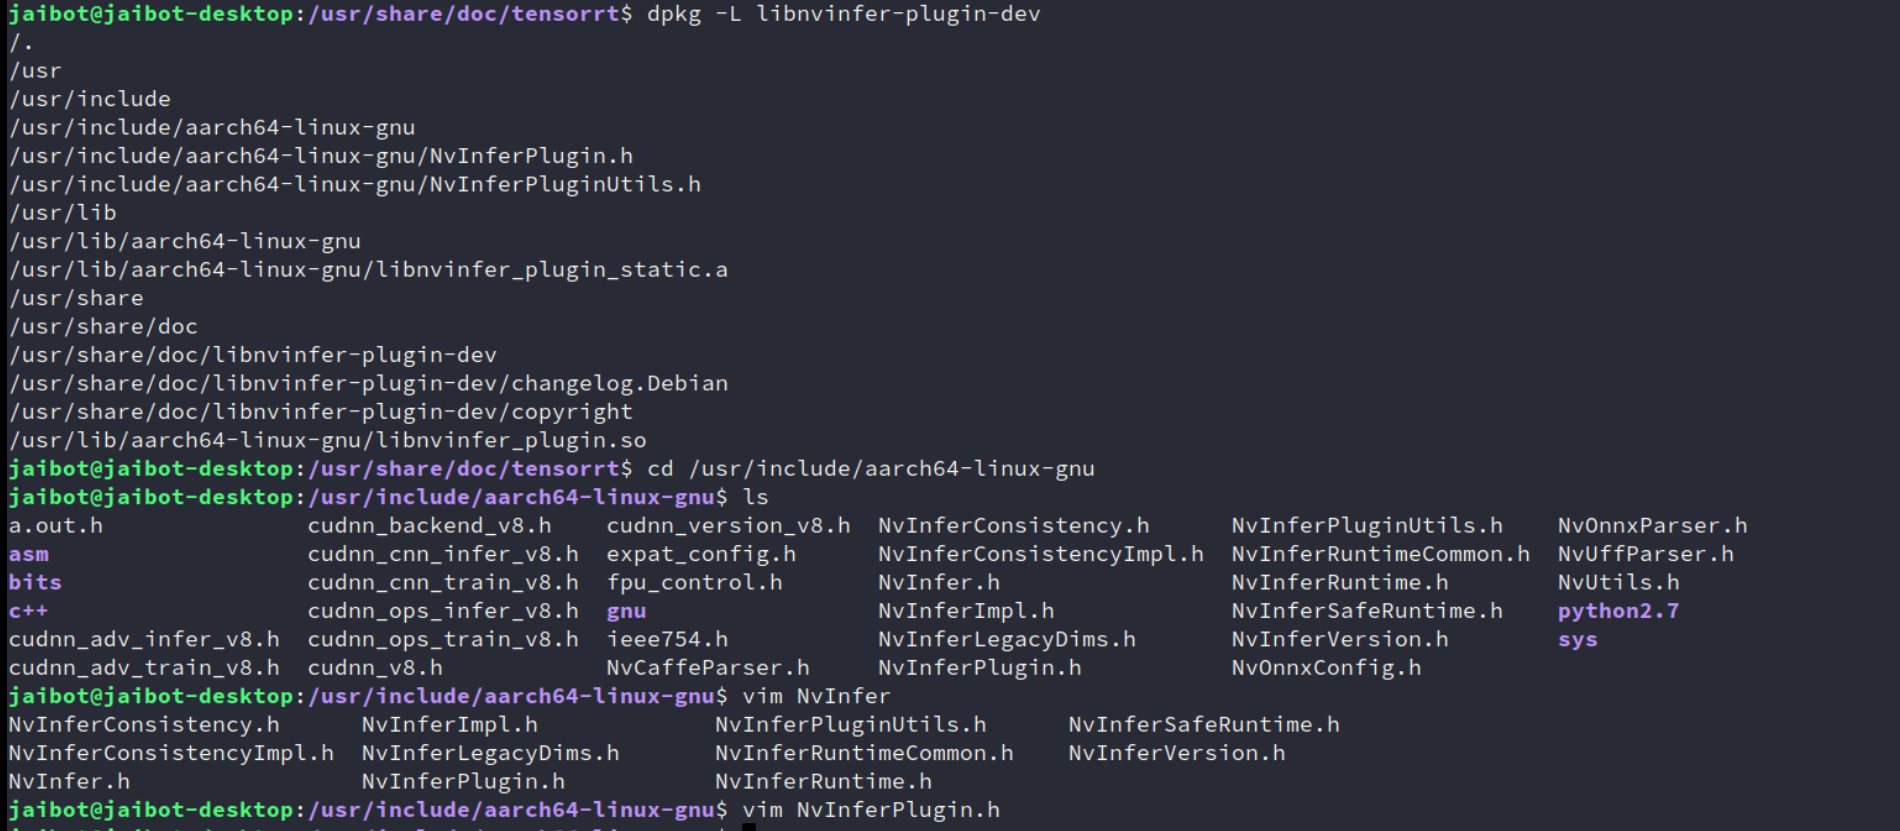 jaibot@jaibot-desktop:/usr/share/doc/tensorrt$ dpkg -L libnvinfer-plugin-dev
/.
/usr
/usr/include
/usr/include/aarch64-linux-gnu
/usr/include/aarch64-linux-gnu/NvInferPlugin.h
/usr/include/aarch64-linux-gnu/NvInferPluginUtils.h
/usr/lib
/usr/lib/aarch64-linux-gnu
/usr/lib/aarch64-linux-gnu/libnvinfer_plugin_static.a
/usr/share
/usr/share/doc
/usr/share/doc/libnvinfer-plugin-dev
/usr/share/doc/libnvinfer-plugin-dev/changelog.Debian
/usr/share/doc/libnvinfer-plugin-dev/copyright
/usr/lib/aarch64-linux-gnu/libnvinfer_plugin.so
jaibot@jaibot-desktop:/usr/share/doc/tensorrt$ cd /usr/include/aarch64-linux-gnu
jaibot@jaibot-desktop:/usr/include/aarch64-linux-gnu$ ls
a.out.h cudnn_backend_v8.h cudnn_version_v8.h NvInferConsistency.h NvInferPluginUtils.h NvOnnxParser.h
asm cudnn_cnn_infer_v8.h expat_config.h NvInferConsistencyImpl.h NvInferRuntimeCommon.h NvUffParser.h
bits cudnn_cnn_train_v8.h fpu_control.h NvInfer.h NvInferRuntime.h NvUtils.h
c++ cudnn_ops_infer_v8.h gnu NvInferImpl.h NvInferSafeRuntime.h python2.7
cudnn_adv_infer_v8.h cudnn_ops_train_v8.h ieee754.h NvInferLegacyDims.h NvInferVersion.h sys
cudnn_adv_train_v8.h cudnn_v8.h NvCaffeParser.h NvInferPlugin.h NvOnnxConfig.h
jaibot@jaibot-desktop:/usr/include/aarch64-linux-gnu$ vim NvInfer
NvInferConsistency.h NvInferImpl.h NvInferPluginUtils.h NvInferSafeRuntime.h
NvInferConsistencyImpl.h NvInferLegacyDims.h NvInferRuntimeCommon.h NvInferVersion.h
NvInfer.h NvInferPlugin.h NvInferRuntime.h
jaibot@jaibot-desktop:/usr/include/aarch64-linux-gnu$ vim NvInferPlugin.h